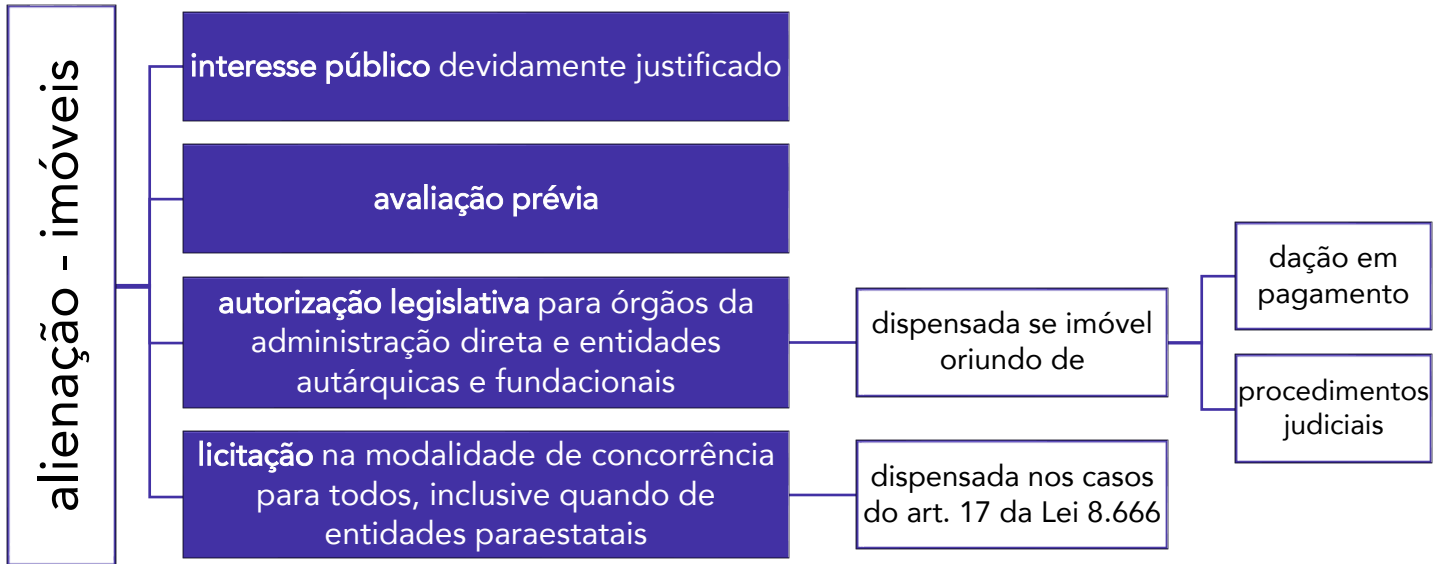 alienação - imóveis
interesse público devidamente justificado
avaliação prévia
autorização legislativa para órgãos da
administração direta e entidades
autárquicas e fundacionais
dispensada se imóvel
oriundo de
dação em
pagamento
procedimentos
judiciais
licitação na modalidade de concorrência
para todos, inclusive quando de
entidades paraestatais
dispensada nos casos
do art. 17 da Lei 8.666